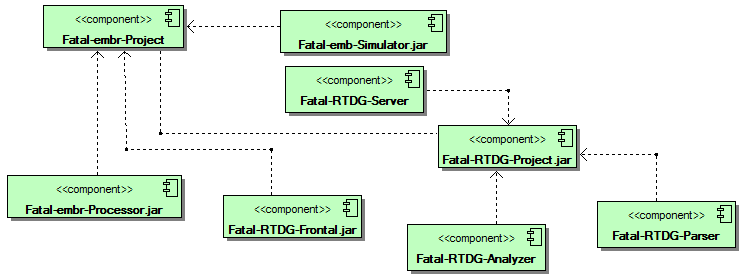 <<component>>
Fatal-embr-Project
<<component>>
Fatal-emb-Simulator.jar
<<component>>
Fatal-RTDG-Server
<<component>>
Fatal-RTDG-Project.jar
<<component>>
Fatal-embr-Processor.jar
<<component>>
Fatal-RTDG-Frontal.jar
<<component>>
Fatal-RTDG-Analyzer
<<component>>
Fatal-RTDG-Parser